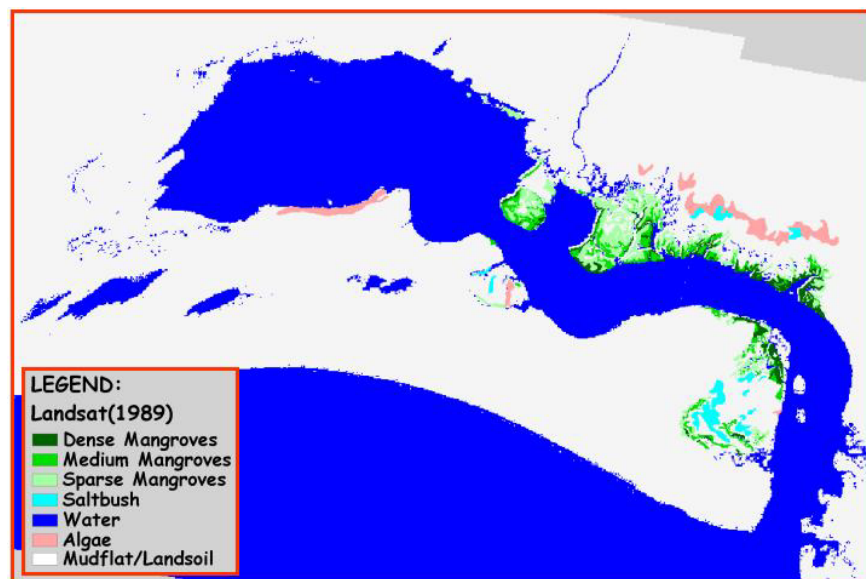 LEGEND:
Landsat(1989)
Dense Mangroves
Medium Mangroves
Sparse Mangroves
Saltbush
Water
Algae
Mudflat/Landsoil